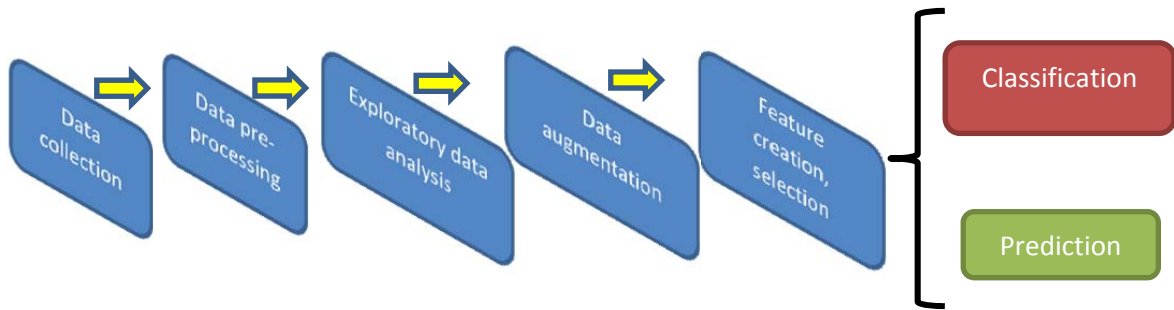 Data
collection
Data pre-
processing
Exploratory data
analysis
Data
augmentation
Feature
creation,
selection
Classification
Prediction